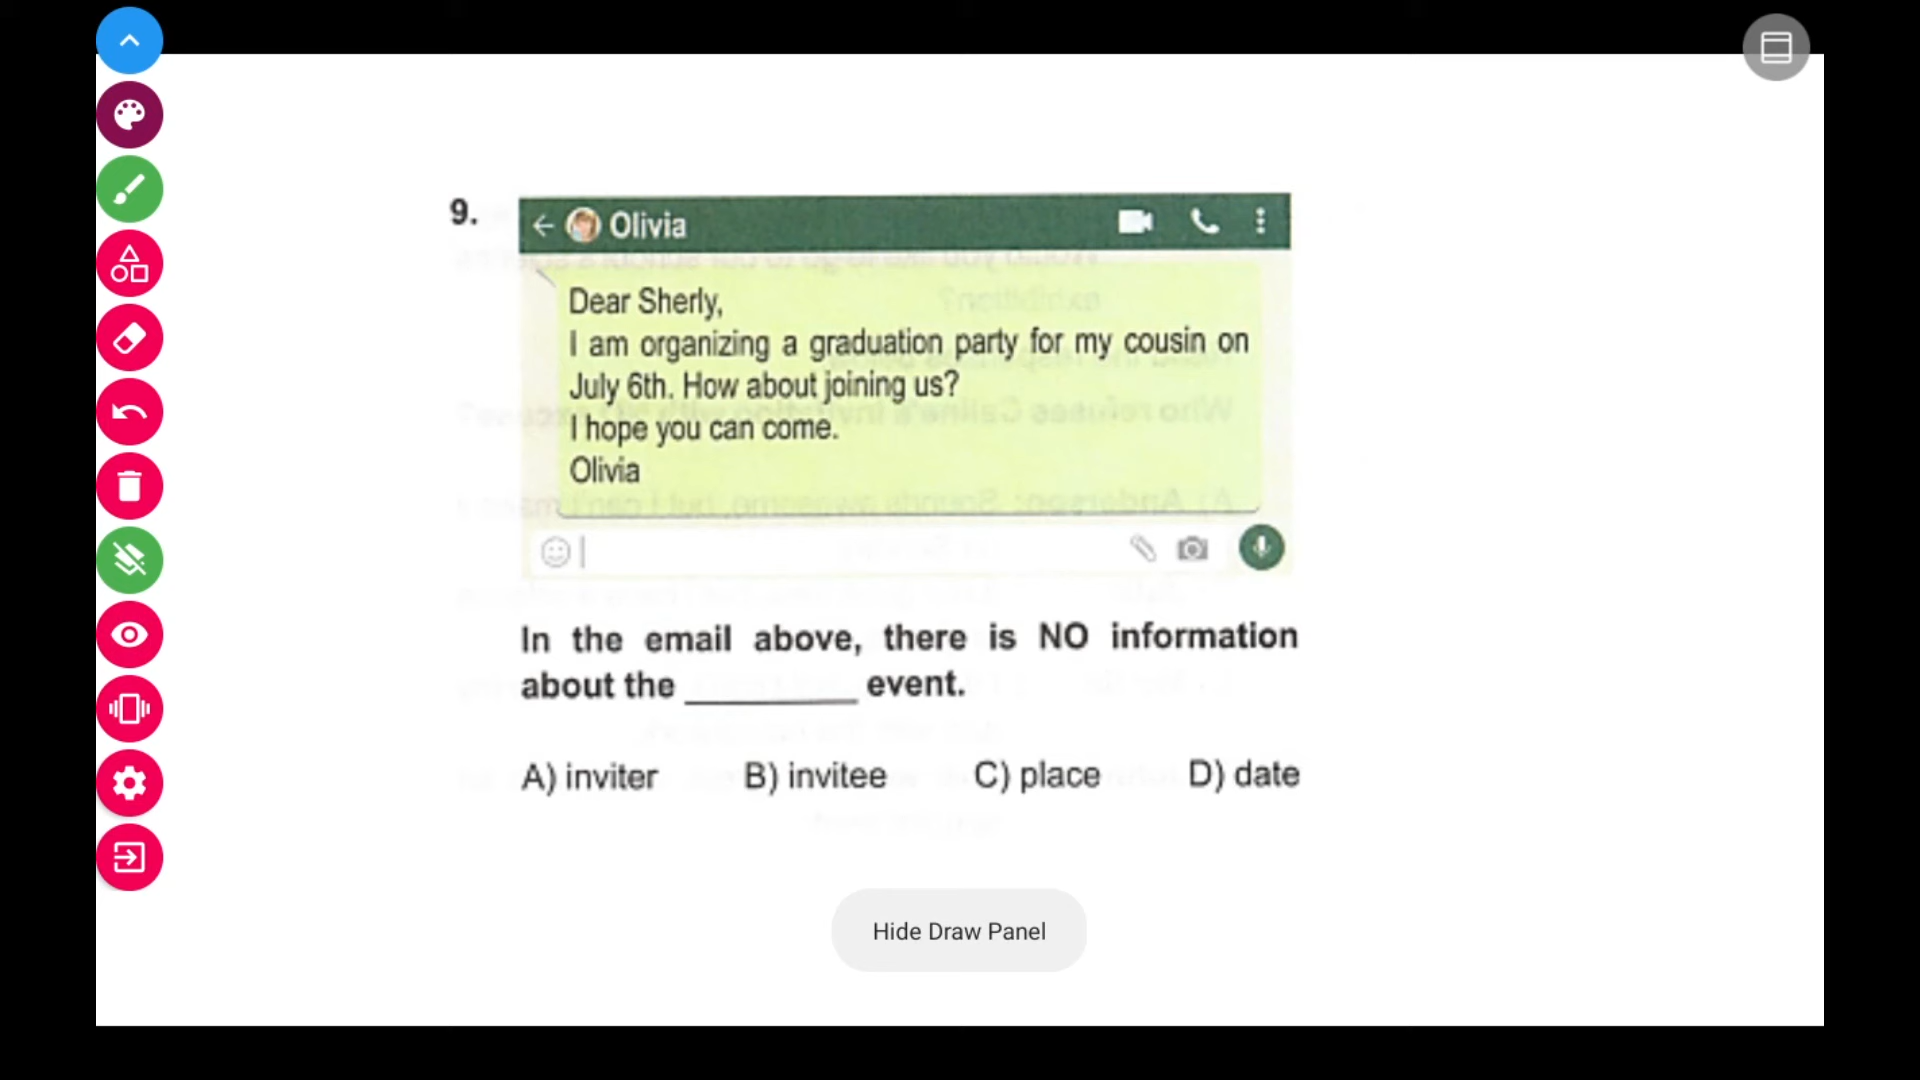 9.
Olivia
Dear Sherly,
I am organizing a graduation party for my cousin on
July 6th. How about joining us?
I hope you can come.
Olivia
In the email above, there is NO information
about the __________ event.
A) inviter B) invitee C) place D) date
Hide Draw Panel